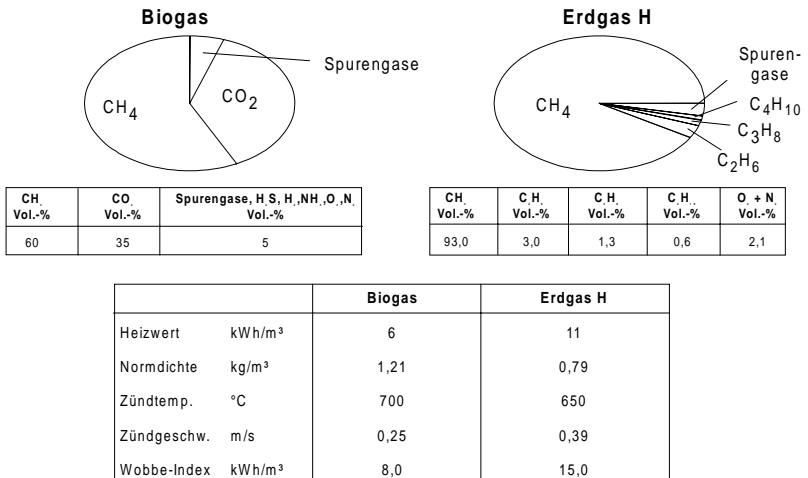 Biogas
Erdgas H
Spurengase
CH4
CO2
Spuren-
gase
CH4
C4H10
C3H8
C2H6
CH. CO. Spurengase, H.S, H.,NH.,O.,N.
Vol.-% Vol.-% Vol.-%
60 35 5
CH. C.H. C.H. C.H.. O. + N.
Vol.-% Vol.-% Vol.-% Vol.-% Vol.-%
93,0 3,0 1,3 0,6 2,1
Biogas Erdgas H
Heizwert kWh/m³ 6 11
Normdichte kg/m³ 1,21 0,79
Zündtemp. °C 700 650
Zündgeschw. m/s 0,25 0,39
Wobbe-Index kWh/m³ 8,0 15,0